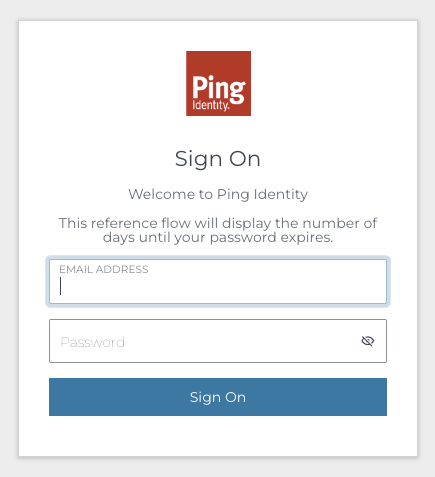 Ping
Identity.
Sign On
Welcome to Ping Identity
This reference flow will display the number of
days until your password expires.
EMAIL ADDRESS
Password
Sign On